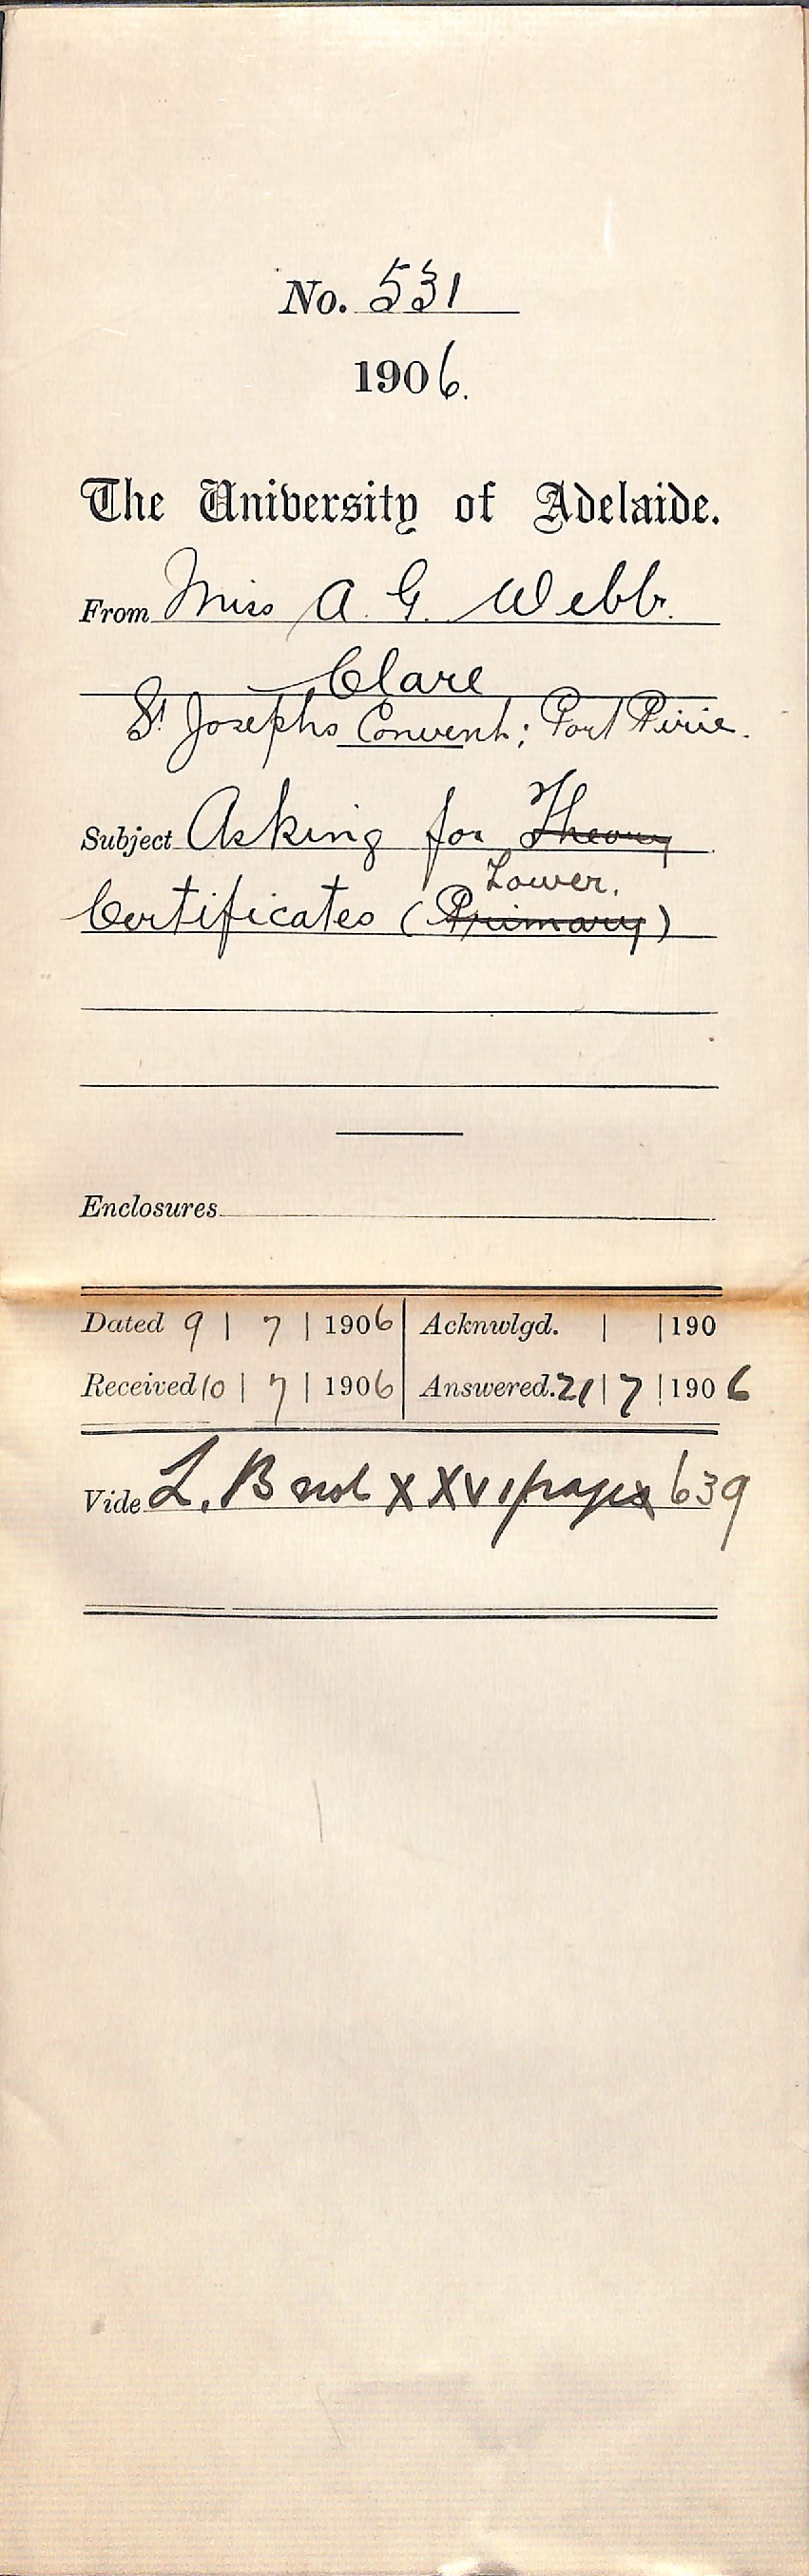 No. 531
1906.
The University of Adelaide.
From Miss A. G. Webb.
Clare
St Josephs Convent; Port Pirie.
Subject Asking for Theory
Lower.
Certificates (Primary)
Enclosures
Dated 9 | 7 | 1906 | Acknwlgd. | | 190
Received 10 | 7 | 1906 | Answered. 21 | 7 | 1906
Vide L. B vol XXVI pages 639